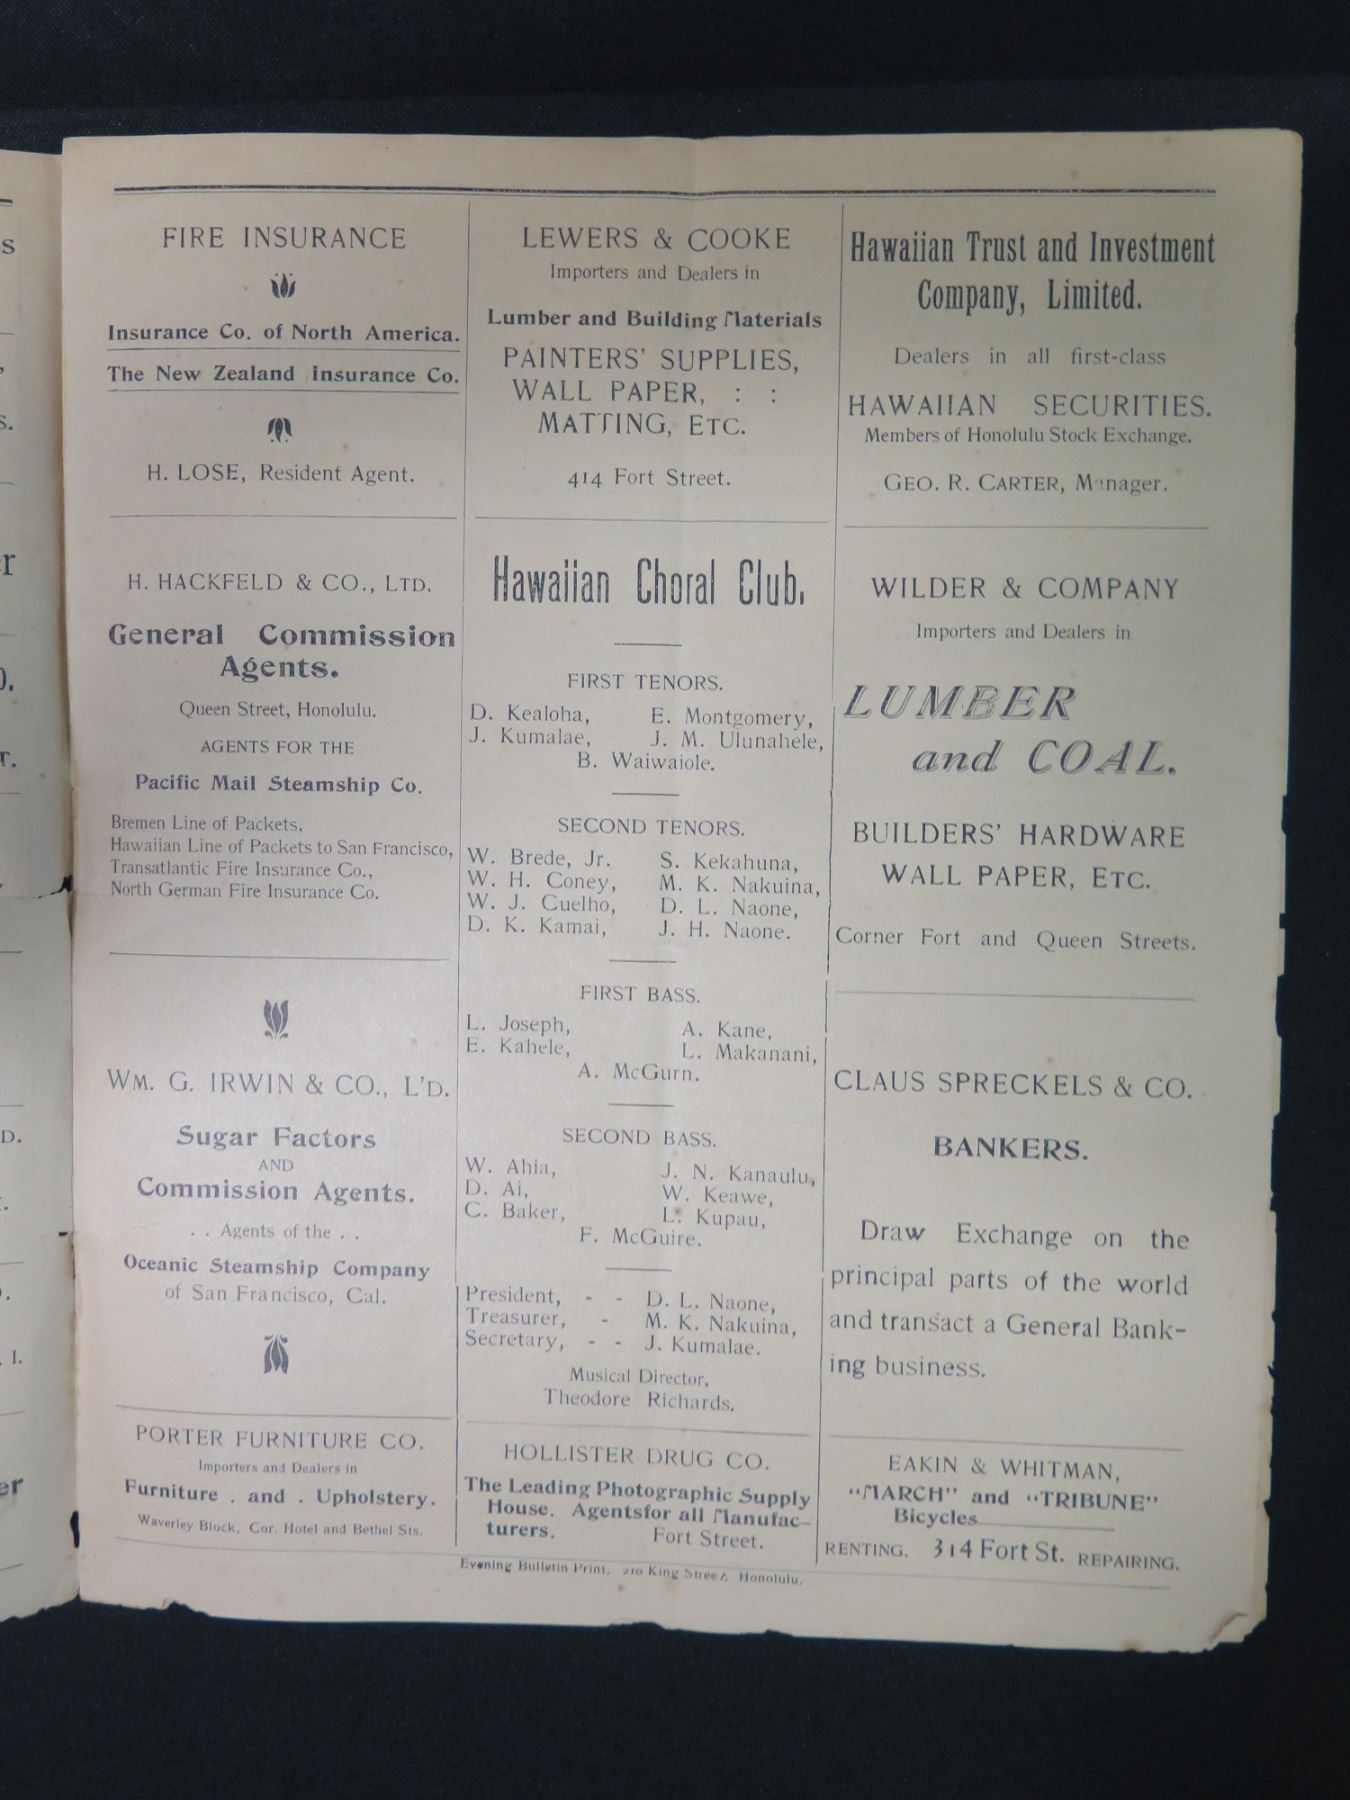 FIRE INSURANCE
Insurance Co. of North America.
The New Zealand Insurance Co.
H. LOSE, Resident Agent.
H. HACKFELD & CO., LTD.
General Commission
Agents.
Queen Street, Honolulu.
AGENTS FOR THE
Pacific Mail Steamship Co.
Bremen Line of Packets,
Hawaiian Line of Packets to San Francisco,
Transatlantic Fire Insurance Co.,
North German Fire Insurance Co.
WM. G. IRWIN & CO., L'D.
Sugar Factors
AND
Commission Agents.
. . Agents of the . .
Oceanic Steamship Company
of San Francisco, Cal.
PORTER FURNITURE CO.
Importers and Dealers in
Furniture . and . Upholstery.
Waverley Block, Cor. Hotel and Bethel Sts.
LEWERS & COOKE
Importers and Dealers in
Lumber and Building Materials
PAINTERS' SUPPLIES,
WALL PAPER, : :
MATTING, ETC.
414 Fort Street.
Hawaiian Choral Club.
FIRST TENORS.
D. Kealoha, E. Montgomery,
J. Kumalae, J. M. Ulunahele,
B. Waiwaiole.
SECOND TENORS.
W. Brede, Jr. S. Kekahuna,
W. H. Coney, M. K. Nakuina,
W. J. Cuelho, D. L. Naone,
D. K. Kamai, J. H. Naone.
FIRST BASS.
L. Joseph, A. Kane,
E. Kahele, L. Makanani,
A. McGurn.
SECOND BASS.
W. Ahia, J. N. Kanaulu,
D. Ai, W. Keawe,
C. Baker, L. Kupau,
F. McGuire.
President, - - D. L. Naone,
Treasurer, - M. K. Nakuina,
Secretary, - - J. Kumalae.
Musical Director,
Theodore Richards.
HOLLISTER DRUG CO.
The Leading Photographic Supply
House. Agentsfor all Manufac-
turers. Fort Street.
Hawaiian Trust and Investment
Company, Limited.
Dealers in all first-class
HAWAIIAN SECURITIES.
Members of Honolulu Stock Exchange.
GEO. R. CARTER, Manager.
WILDER & COMPANY
Importers and Dealers in
LUMBER
and COAL.
BUILDERS' HARDWARE
WALL PAPER, ETC.
Corner Fort and Queen Streets.
CLAUS SPRECKELS & CO.
BANKERS.
Draw Exchange on the
principal parts of the world
and transact a General Bank-
ing business.
EAKIN & WHITMAN,
"MARCH" and "TRIBUNE"
Bicycles
RENTING. 314 Fort St. REPAIRING.
Evening Bulletin Print, 210 King Street, Honolulu.